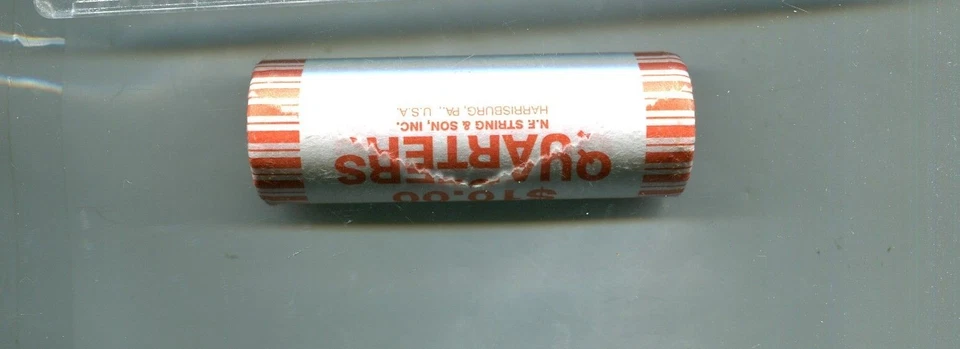 $10.00
QUARTERS
N.F. STRING & SON, INC.
HARRISBURG, PA., U.S.A.